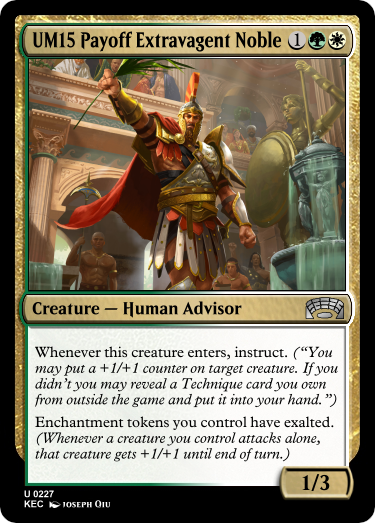 UM15 Payoff Extravagent Noble 1
Creature — Human Advisor
Whenever this creature enters, instruct. (“You
may put a +1/+1 counter on target creature. If you
didn’t you may reveal a Technique card you own
from outside the game and put it into your hand.”)
Enchantment tokens you control have exalted.
(Whenever a creature you control attacks alone,
that creature gets +1/+1 until end of turn.)
1/3
U 0227
KEC Joseph Qiu